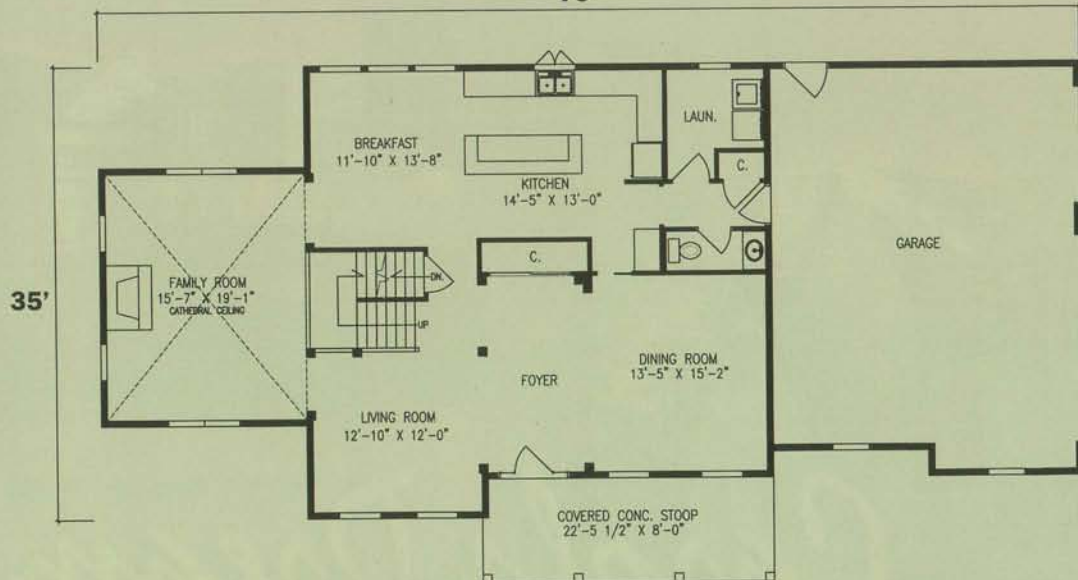 LAUN.
BREAKFAST
11'-10" X 13'-8"
C.
KITCHEN
14'-5" X 13'-0"
GARAGE
C.
DN.
FAMILY ROOM
15'-7" X 19'-1"
CATHEDRAL CEILING
35'
UP
DINING ROOM
13'-5" X 15'-2"
FOYER
LIVING ROOM
12'-10" X 12'-0"
COVERED CONC. STOOP
22'-5 1/2" X 8'-0"